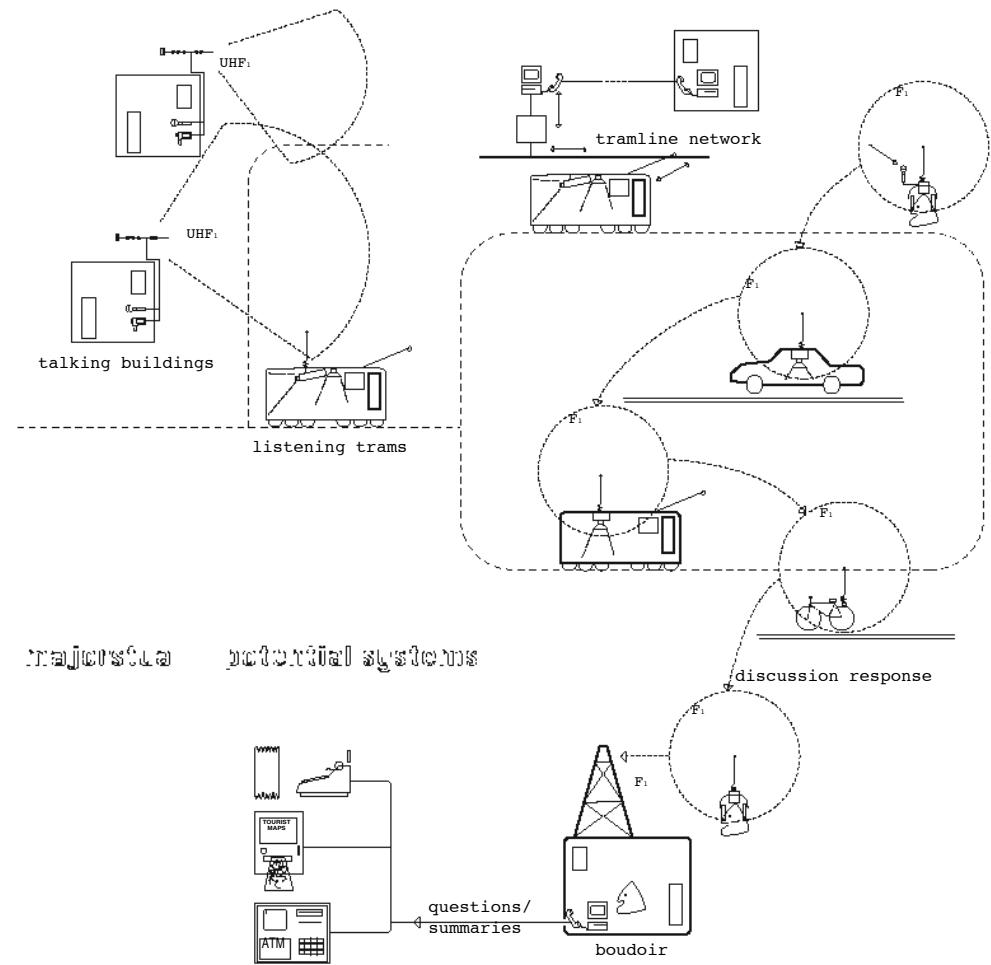 UHF₁
F₁
tramline network
UHF₁
F₁
talking buildings
F₁
listening trams
F₁
majorstua potential systems
discussion response
F₁
F₁
TOURIST
MAPS
questions/
summaries
ATM
boudoir